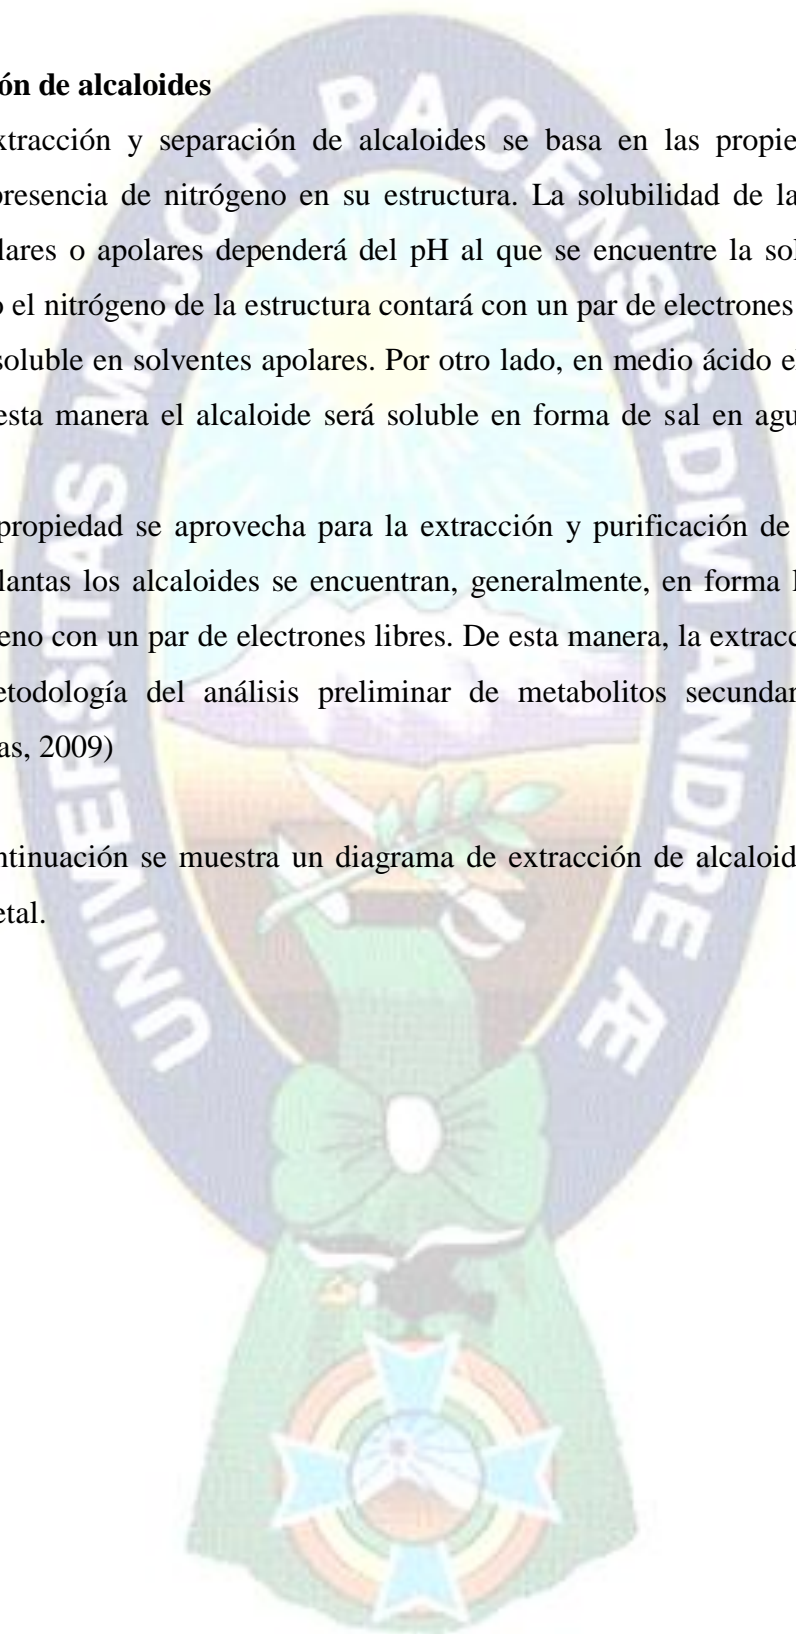 ón de alcaloides
xtracción y separación de alcaloides se basa en las propie
presencia de nitrógeno en su estructura. La solubilidad de la
lares o apolares dependerá del pH al que se encuentre la sol
o el nitrógeno de la estructura contará con un par de electrones
soluble en solventes apolares. Por otro lado, en medio ácido e
esta manera el alcaloide será soluble en forma de sal en agu
propiedad se aprovecha para la extracción y purificación de
lantas los alcaloides se encuentran, generalmente, en forma l
eno con un par de electrones libres. De esta manera, la extracc
etodología del análisis preliminar de metabolitos secundar
as, 2009)
ntinuación se muestra un diagrama de extracción de alcaloid
etal.
UNIVERSITAS MAJOR PACENSIS DIVI ANDRE Æ